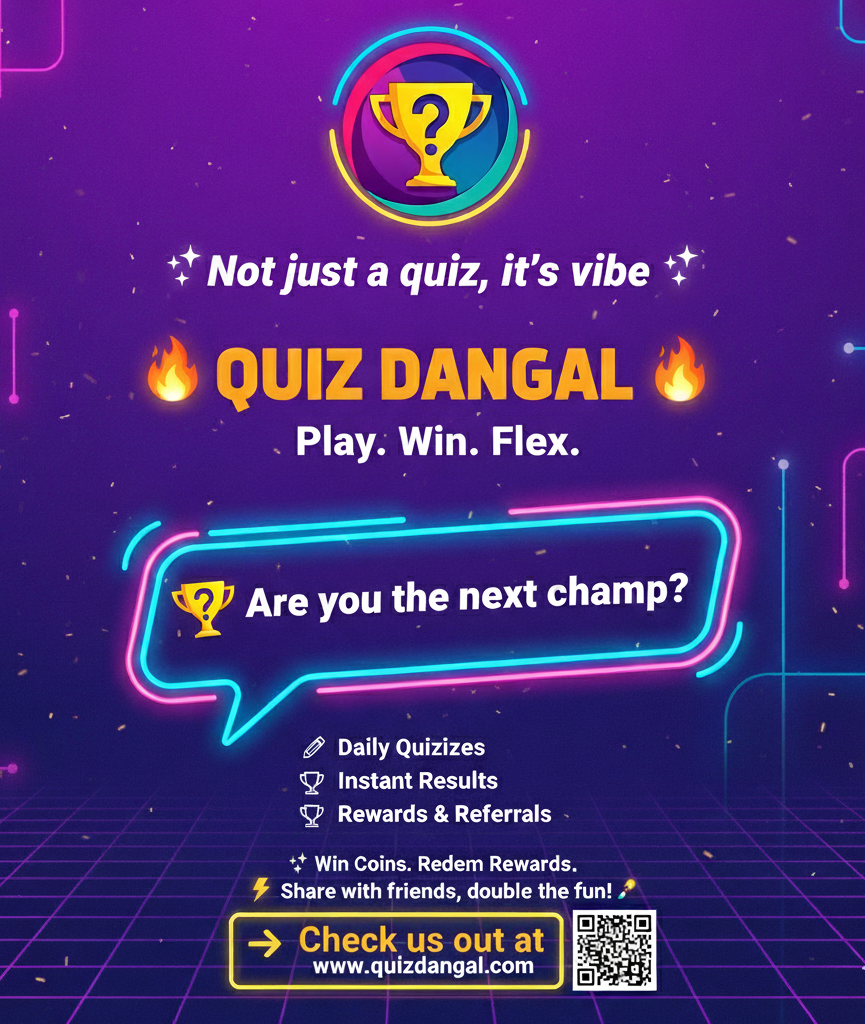 ?
Not just a quiz, it's vibe
QUIZ DANGAL
Play. Win. Flex.
? Are you the next champ?
Daily Quizizes
Instant Results
Rewards & Referrals
Win Coins. Redem Rewards.
Share with friends, double the fun!
Check us out at
www.quizdangal.com